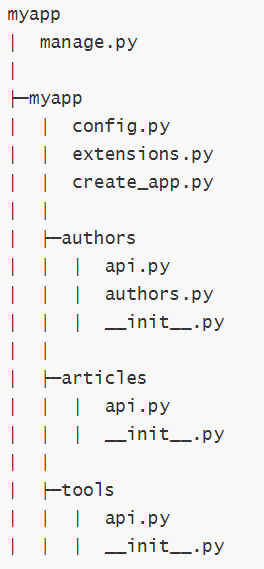 myapp
|  manage.py
|
├─myapp
|  |  config.py
|  |  extensions.py
|  |  create_app.py
|  |
|  ├─authors
|  |  |  api.py
|  |  |  authors.py
|  |  |  __init__.py
|  |
|  ├─articles
|  |  |  api.py
|  |  |  __init__.py
|  |
|  ├─tools
|  |  |  api.py
|  |  |  __init__.py